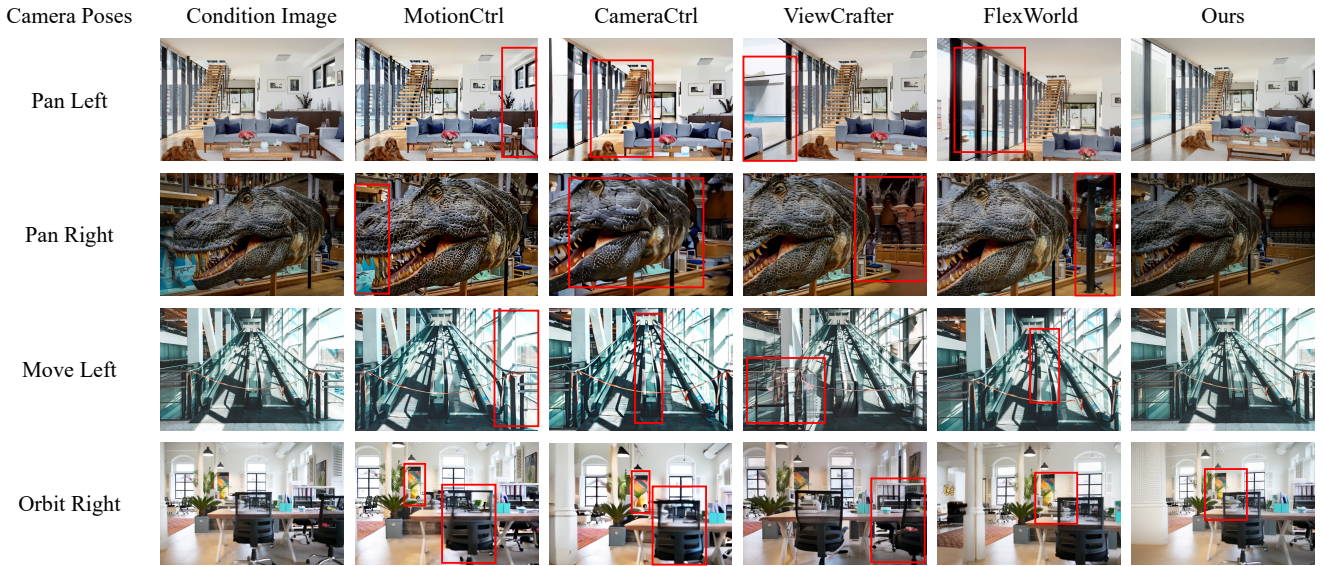 Camera Poses Condition Image MotionCtrl CameraCtrl ViewCrafter FlexWorld Ours
Pan Left
Pan Right
Move Left
Orbit Right